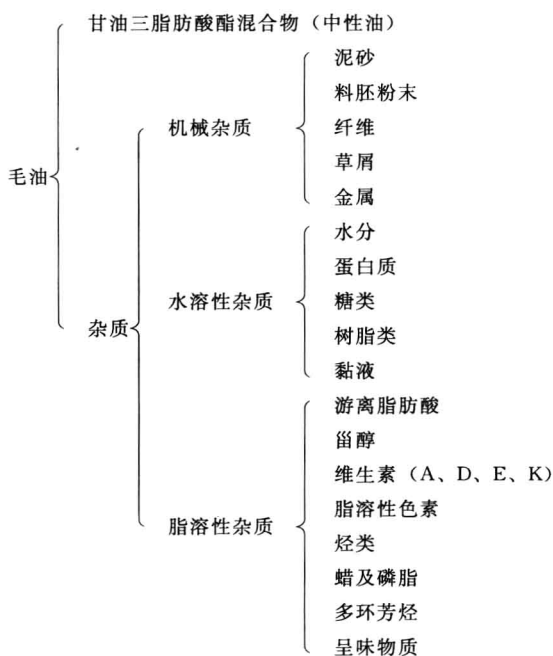 甘油三脂肪酸酯混合物（中性油）
泥砂
料胚粉末
机械杂质
纤维
草屑
毛油
金属
水分
蛋白质
杂质
水溶性杂质
糖类
树脂类
黏液
游离脂肪酸
甾醇
维生素（A、D、E、K）
脂溶性杂质
脂溶性色素
烃类
蜡及磷脂
多环芳烃
呈味物质